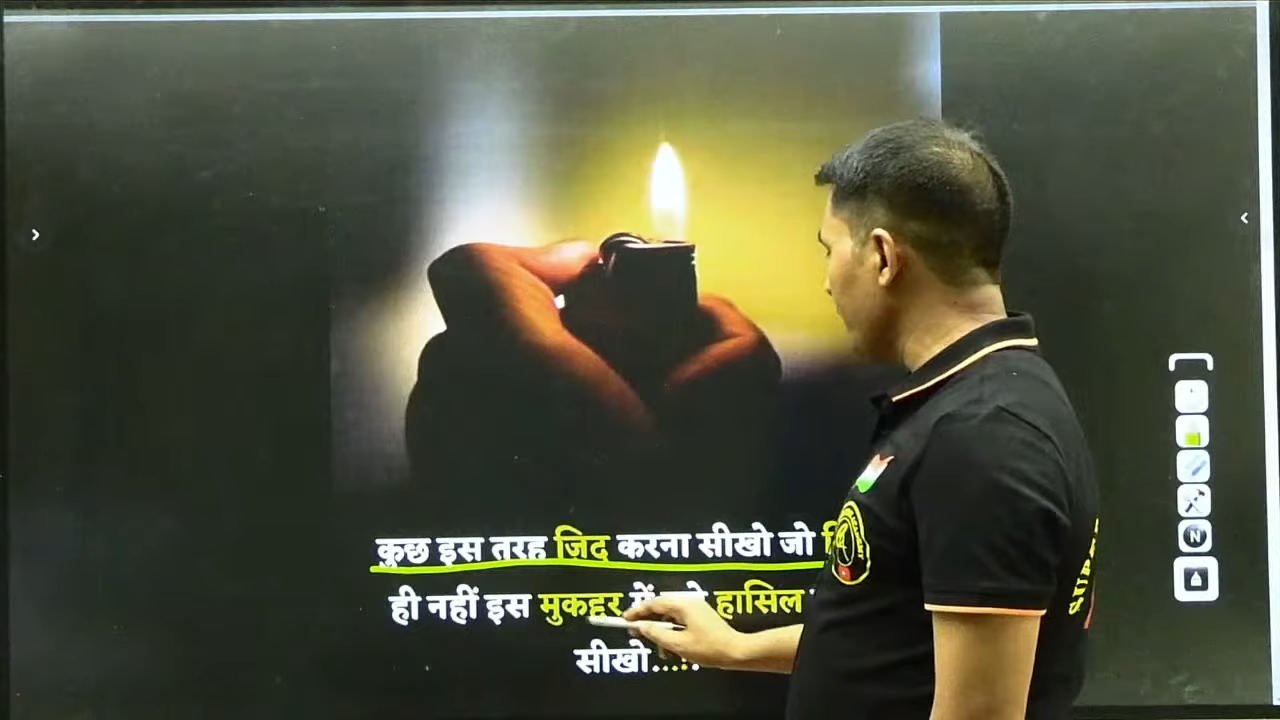 कुछ इस तरह जिद करना सीखो जो
ही नहीं इस मुकद्दर में हासिल
सीखो.....
N